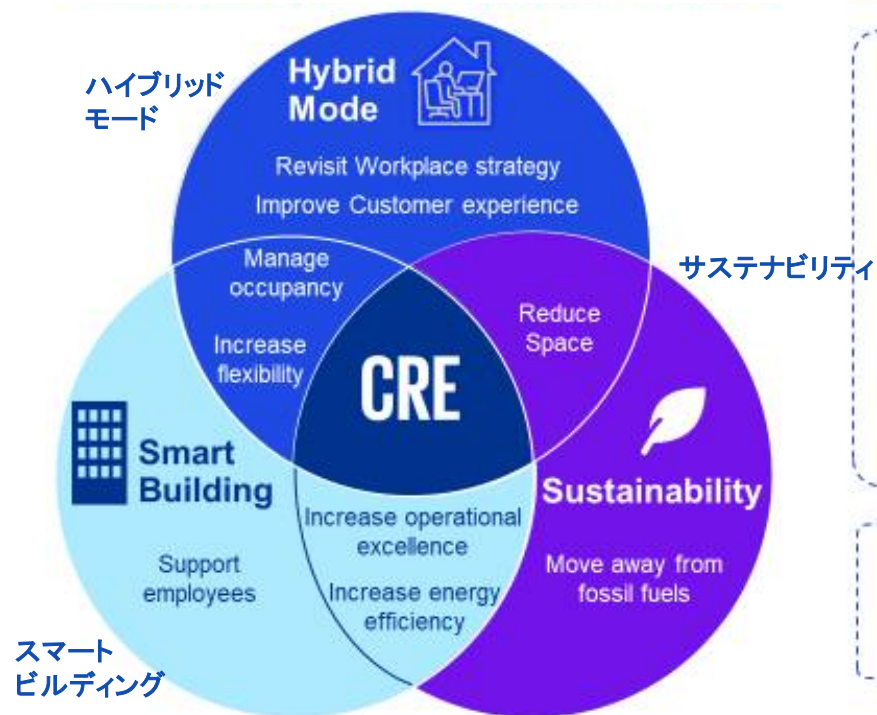 ハイブリッド
モード
Hybrid
Mode
Revisit Workplace strategy
Improve Customer experience
Manage
occupancy
Increase
flexibility
サステナビリティ
Reduce
Space
CRE
Smart
Building
Support
employees
Sustainability
Move away from
fossil fuels
Increase operational
excellence
Increase energy
efficiency
スマート
ビルディング